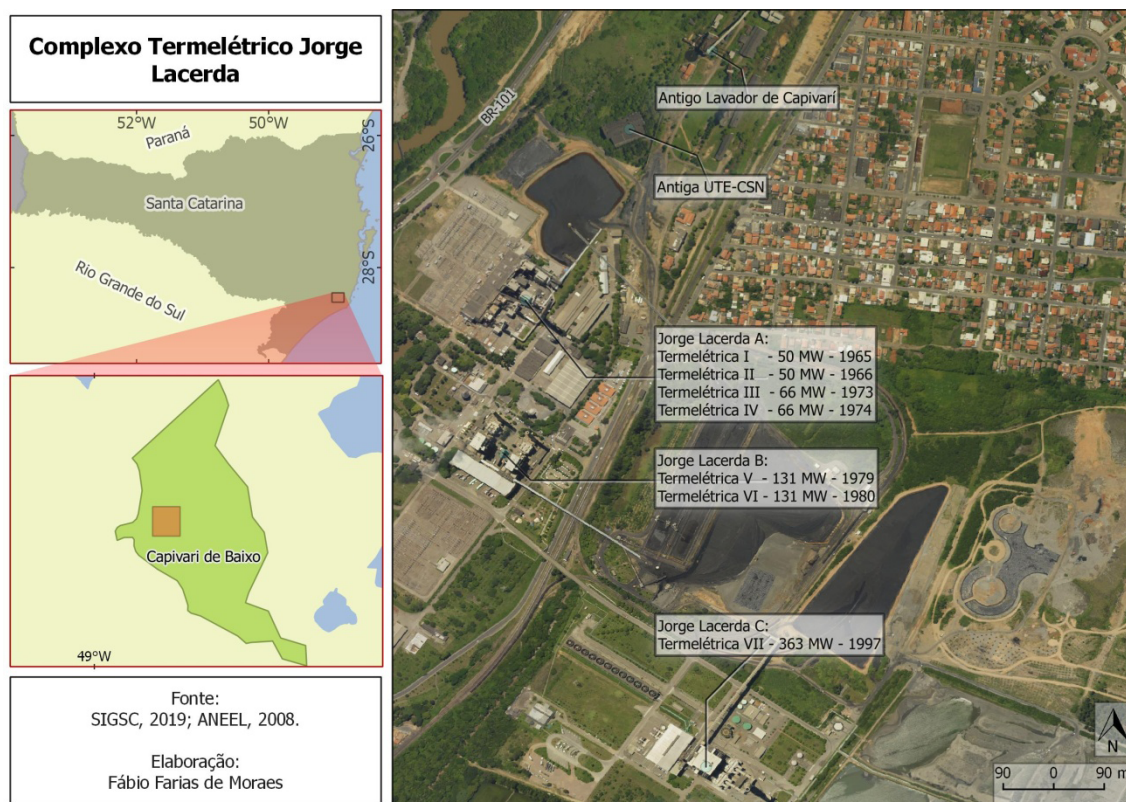 Complexo Termelétrico Jorge
Lacerda
52°W
50°W
26°S
Paraná
Santa Catarina
28°S
Rio Grande do Sul
Capivari de Baixo
49°W
Fonte:
SIGSC, 2019; ANEEL, 2008.
Elaboração:
Fábio Farias de Moraes
BR-101
Antigo Lavador de Capivarí
Antiga UTE-CSN
Jorge Lacerda A:
Termelétrica I - 50 MW - 1965
Termelétrica II - 50 MW - 1966
Termelétrica III - 66 MW - 1973
Termelétrica IV - 66 MW - 1974
Jorge Lacerda B:
Termelétrica V - 131 MW - 1979
Termelétrica VI - 131 MW - 1980
Jorge Lacerda C:
Termelétrica VII - 363 MW - 1997
N
90 0 90 m